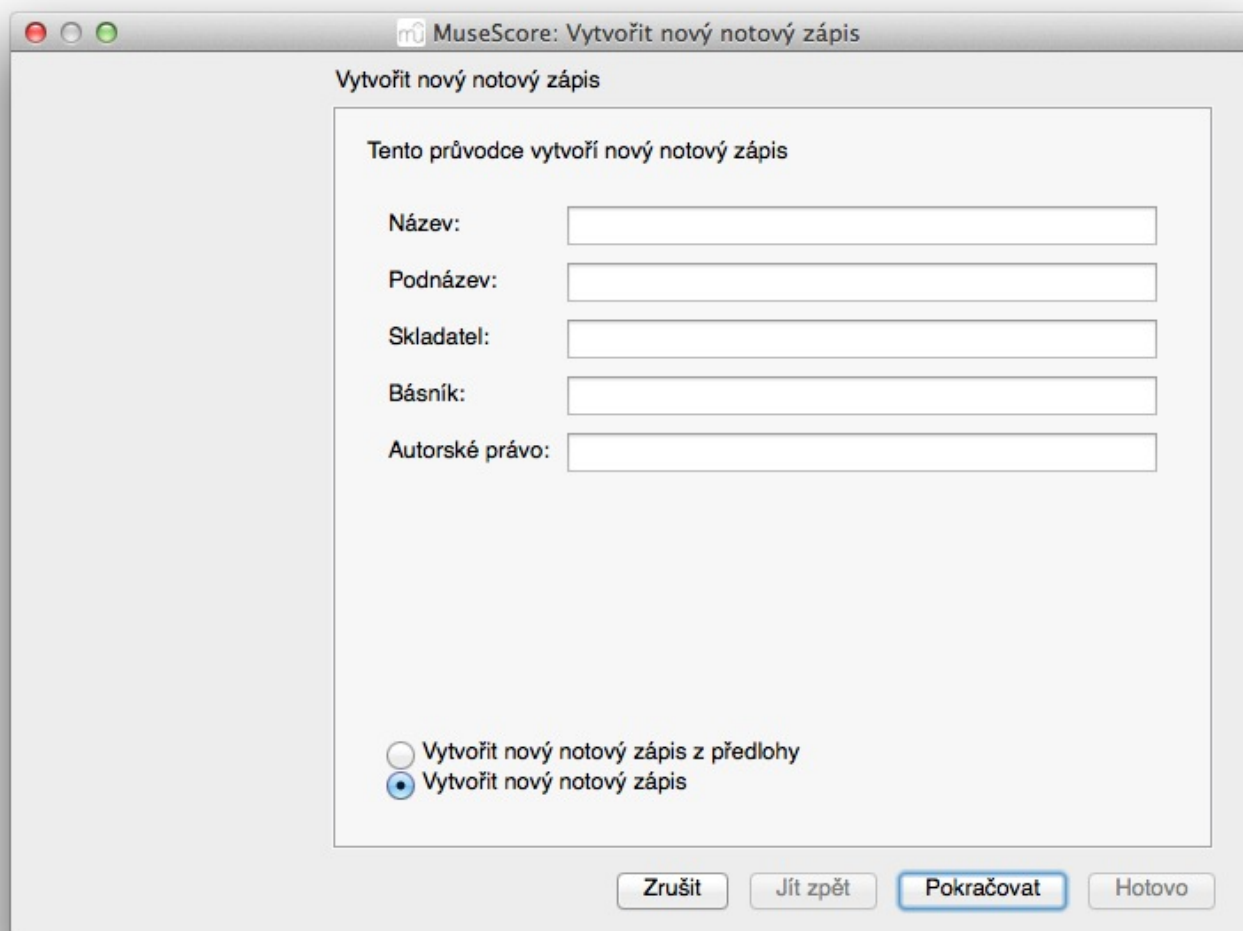 MuseScore: Vytvořit nový notový zápis
Vytvořit nový notový zápis
Tento průvodce vytvoří nový notový zápis
Název:
Podnázev:
Skladatel:
Básník:
Autorské právo:
Vytvořit nový notový zápis z předlohy
Vytvořit nový notový zápis
Zrušit Jít zpět Pokračovat Hotovo